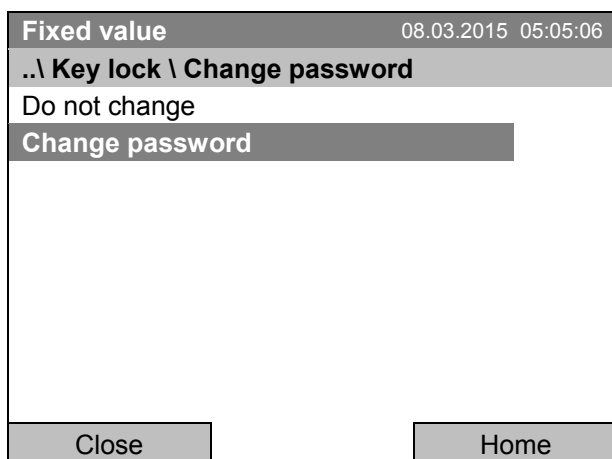 Fixed value 08.03.2015 05:05:06
..\ Key lock \ Change password
Do not change
Change password
Close Home